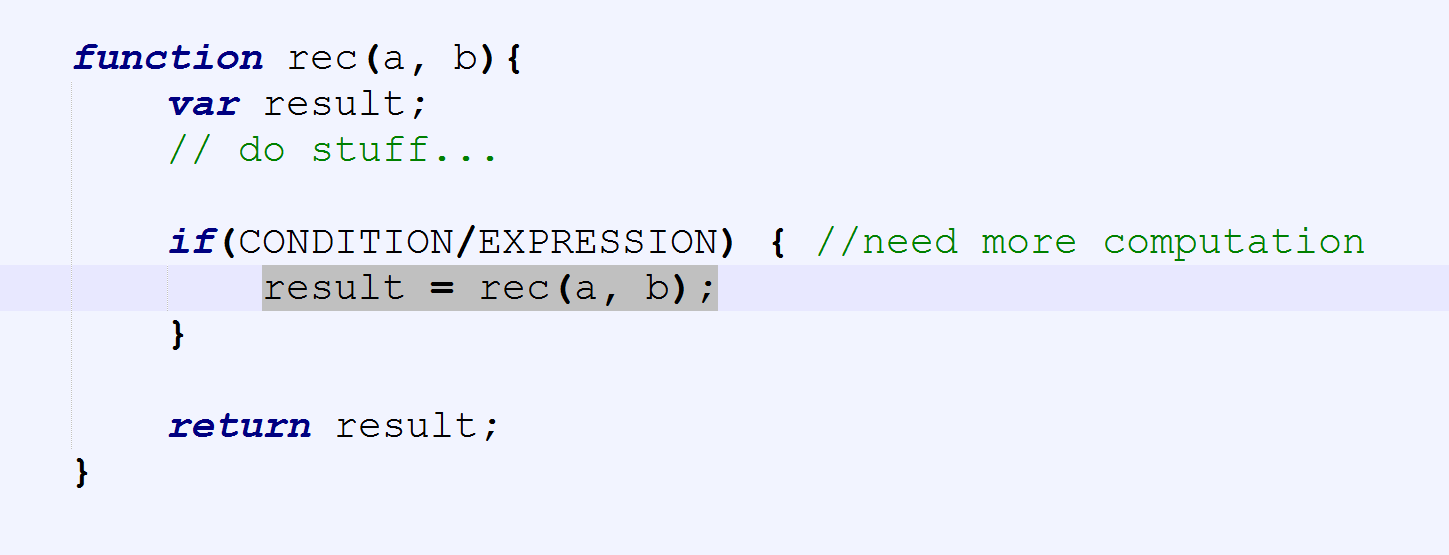 function rec(a, b){
var result;
// do stuff...
if(CONDITION/EXPRESSION) { //need more computation
result = rec(a, b);
}
return result;
}